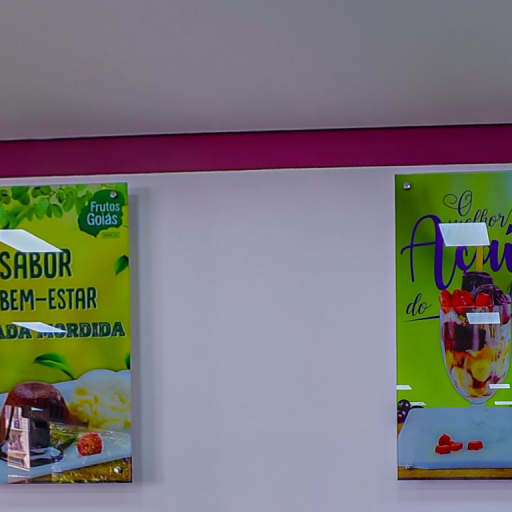 Frutos
Goiás
SABOR
BEM-ESTAR
ADA MORDIDA
O
melhor
Açaí
do